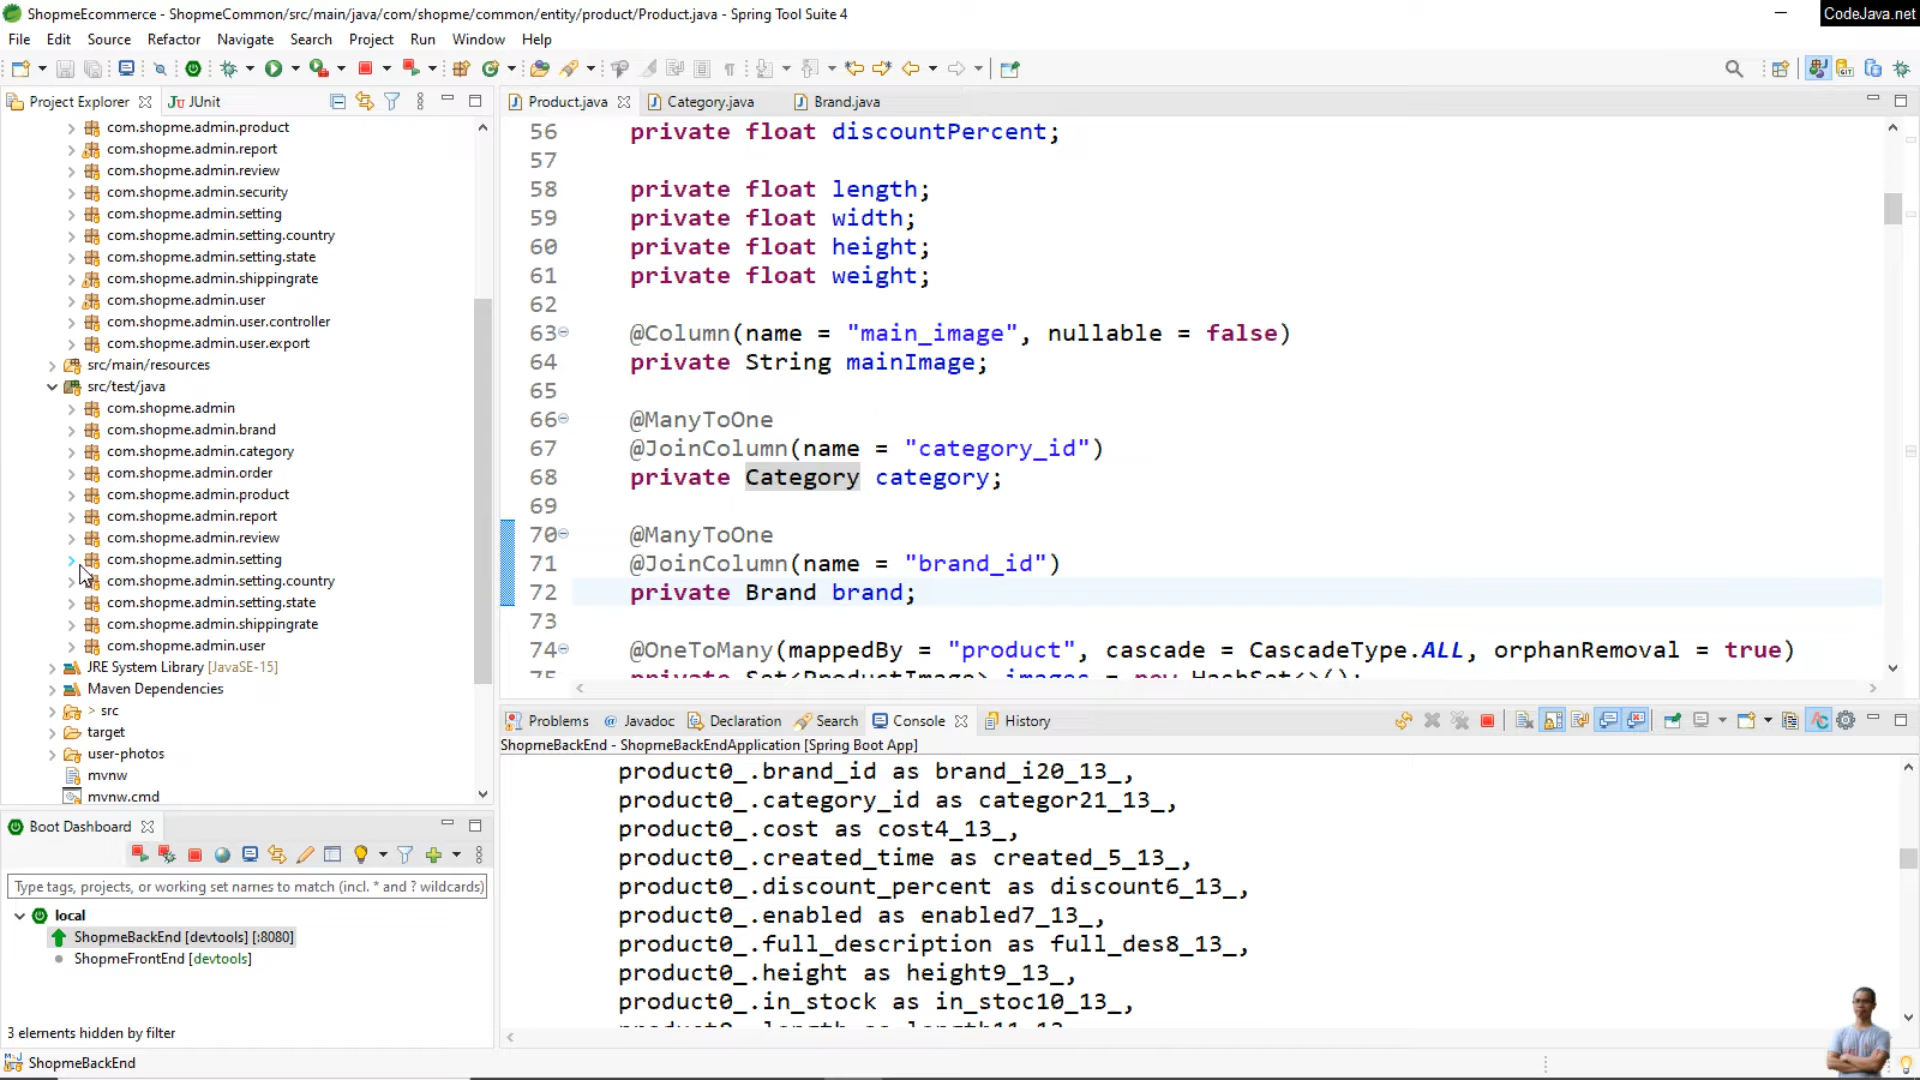 ShopmeEcommerce - ShopmeCommon/src/main/java/com/shopme/common/entity/product/Product.java - Spring Tool Suite 4
CodeJava.net
File Edit Source Refactor Navigate Search Project Run Window Help
Project Explorer JUnit
com.shopme.admin.product
com.shopme.admin.report
com.shopme.admin.review
com.shopme.admin.security
com.shopme.admin.setting
com.shopme.admin.setting.country
com.shopme.admin.setting.state
com.shopme.admin.shippingrate
com.shopme.admin.user
com.shopme.admin.user.controller
com.shopme.admin.user.export
src/main/resources
src/test/java
com.shopme.admin
com.shopme.admin.brand
com.shopme.admin.category
com.shopme.admin.order
com.shopme.admin.product
com.shopme.admin.report
com.shopme.admin.review
com.shopme.admin.setting
com.shopme.admin.setting.country
com.shopme.admin.setting.state
com.shopme.admin.shippingrate
com.shopme.admin.user
JRE System Library [JavaSE-15]
Maven Dependencies
> src
target
user-photos
mvnw
mvnw.cmd
Boot Dashboard
Type tags, projects, or working set names to match (incl. * and ? wildcards)
local
ShopmeBackEnd [devtools] [:8080]
ShopmeFrontEnd [devtools]
3 elements hidden by filter
ShopmeBackEnd
Product.java Category.java Brand.java
56 private float discountPercent;
57
58 private float length;
59 private float width;
60 private float height;
61 private float weight;
62
63 @Column(name = "main_image", nullable = false)
64 private String mainImage;
65
66 @ManyToOne
67 @JoinColumn(name = "category_id")
68 private Category category;
69
70 @ManyToOne
71 @JoinColumn(name = "brand_id")
72 private Brand brand;
73
74 @OneToMany(mappedBy = "product", cascade = CascadeType.ALL, orphanRemoval = true)
75 private Set<ProductImage> images = new HashSet<>();
Problems Javadoc Declaration Search Console History
ShopmeBackEnd - ShopmeBackEndApplication [Spring Boot App]
product0_.brand_id as brand_i20_13_,
product0_.category_id as categor21_13_,
product0_.cost as cost4_13_,
product0_.created_time as created_5_13_,
product0_.discount_percent as discount6_13_,
product0_.enabled as enabled7_13_,
product0_.full_description as full_des8_13_,
product0_.height as height9_13_,
product0_.in_stock as in_stoc10_13_,
product0_.length as length11_13_